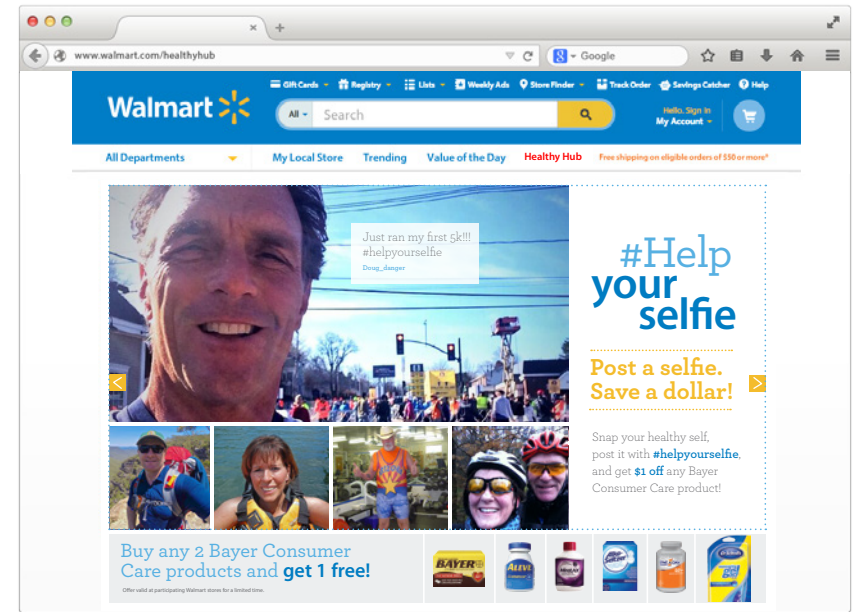 www.walmart.com/healthyhub
Google
Gift Cards Registry Lists Weekly Ads Store Finder Track Order Savings Catcher Help
Walmart
All Search
Hello. Sign In
My Account
All Departments My Local Store Trending Value of the Day Healthy Hub Free shipping on eligible orders of $50 or more*
Just ran my first 5k!!!
#helpyourselfie
Doug_danger
#Help
your
selfie
Post a selfie.
Save a dollar!
Snap your healthy self,
post it with #helpyourselfie,
and get $1 off any Bayer
Consumer Care product!
Buy any 2 Bayer Consumer
Care products and get 1 free!
Offer valid at participating Walmart stores for a limited time.
BAYER
ALEVE